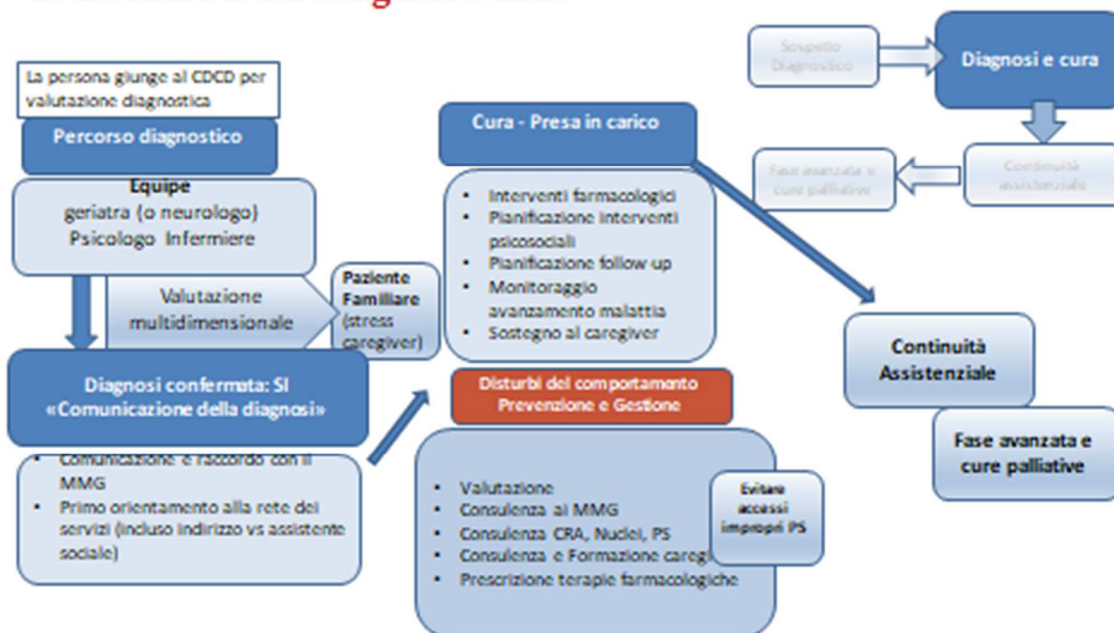 La persona giunge al CDCD per
valutazione diagnostica
Percorso diagnostico
Equipe
geriatra (o neurologo)
Psicologo Infermiere
Valutazione
multidimensionale
Paziente
Familiare
(stress
caregiver)
Diagnosi confermata: SI
«Comunicazione della diagnosi»
• Comunicazione e raccordo con il
MMG
• Primo orientamento alla rete dei
servizi (incluso indirizzo vs assistente
sociale)
Cura - Presa in carico
• Interventi farmacologici
• Pianificazione interventi
psicosociali
• Pianificazione follow up
• Monitoraggio
avanzamento malattia
• Sostegno al caregiver
Disturbi del comportamento
Prevenzione e Gestione
• Valutazione
• Consulenza ai MMG
• Consulenza CRA, Nuclei, PS
• Consulenza e Formazione caregi
• Prescrizione terapie farmacologiche
Evitare
accessi
impropri PS
Sospetto
Diagnostico
Diagnosi e cura
Continuità
assistenziale
Fase avanzata e
cure palliative
Continuità
Assistenziale
Fase avanzata e
cure palliative